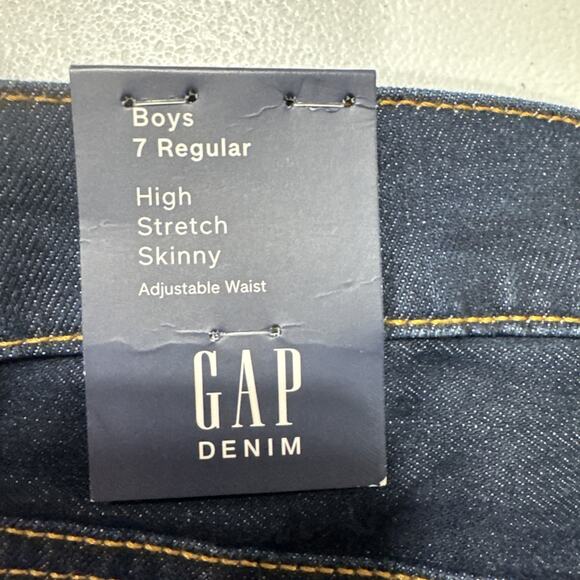 Boys
7 Regular
High
Stretch
Skinny
Adjustable Waist
GAP
DENIM